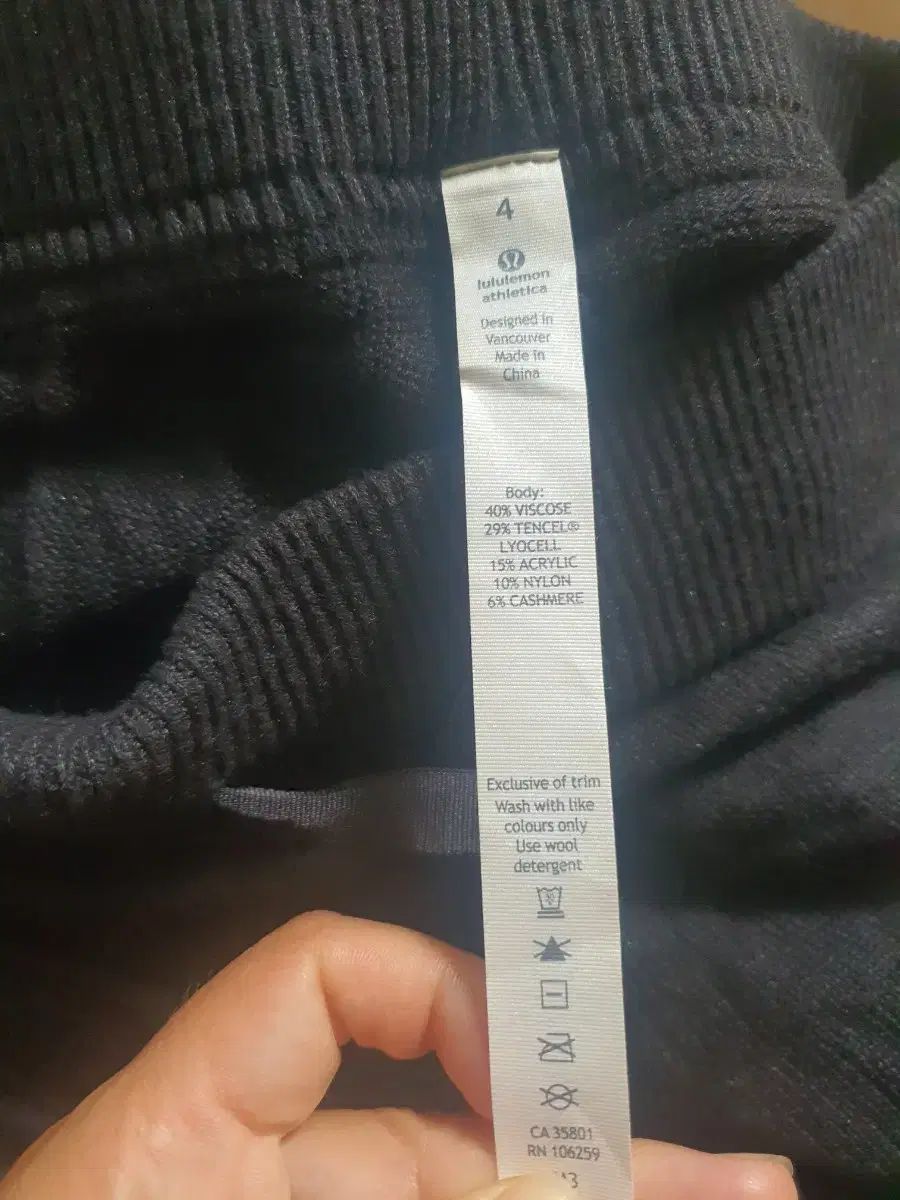 4
lululemon
athletica
Designed in
Vancouver
Made in
China
Body:
40% VISCOSE
29% TENCEL®
LYOCELL
15% ACRYLIC
10% NYLON
6% CASHMERE
Exclusive of trim
Wash with like
colours only
Use wool
detergent
30
CA 35801
RN 106259